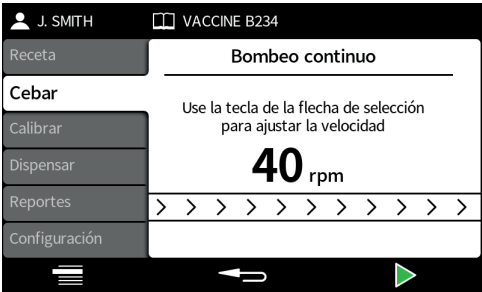 J. SMITH
VACCINE B234
Receta
Cebar
Calibrar
Dispensar
Reportes
Configuración
Bombeo continuo
Use la tecla de la flecha de selección
para ajustar la velocidad
40 rpm